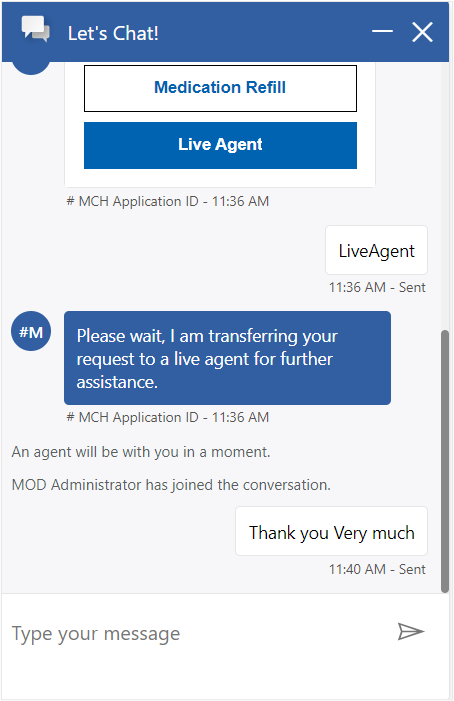 Let's Chat!
Medication Refill
Live Agent
# MCH Application ID - 11:36 AM
LiveAgent
11:36 AM - Sent
#M
Please wait, I am transferring your
request to a live agent for further
assistance.
# MCH Application ID - 11:36 AM
An agent will be with you in a moment.
MOD Administrator has joined the conversation.
Thank you Very much
11:40 AM - Sent
Type your message